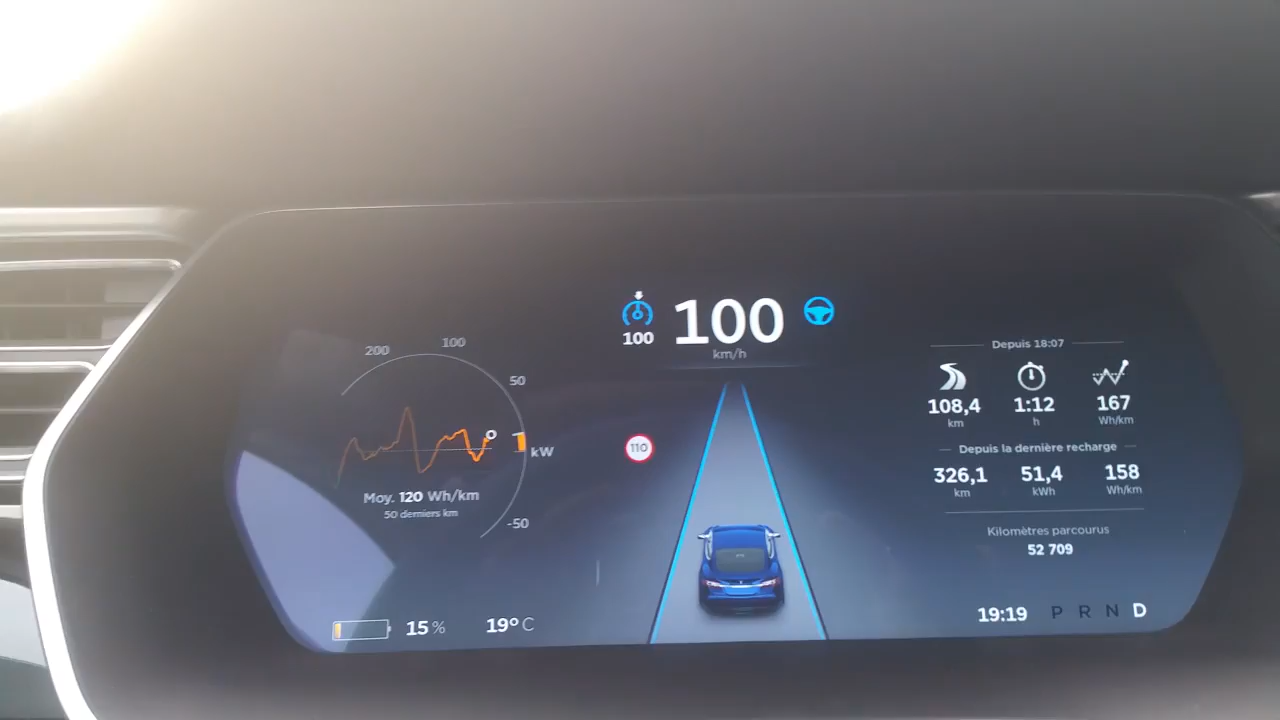 200 100
50
kW
-50
Moy. 120 Wh/km
50 derniers km
15 %
19° C
100
100
km/h
110
Depuis 18:07
108,4 1:12 167
km h Wh/km
Depuis la dernière recharge
326,1 51,4 158
km kWh Wh/km
Kilomètres parcourus
52 709
19:19 P R N D